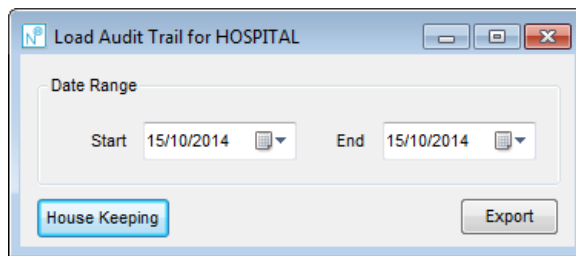 N Load Audit Trail for HOSPITAL
Date Range
Start 15/10/2014 End 15/10/2014
House Keeping Export